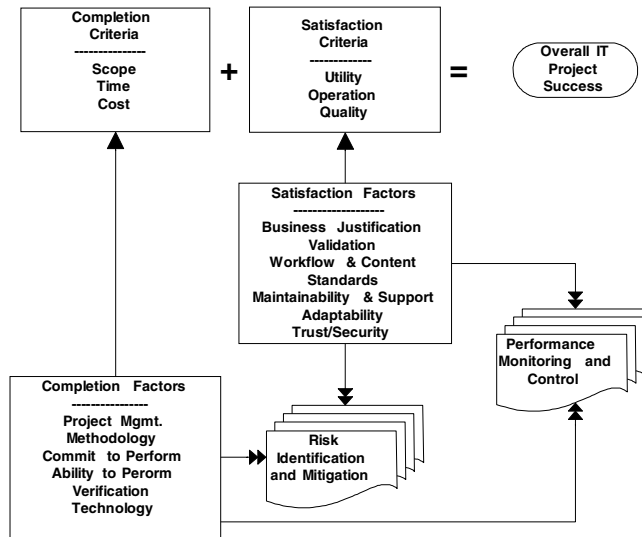 Completion
Criteria
---------------
Scope
Time
Cost
+
Satisfaction
Criteria
-------------
Utility
Operation
Quality
=
Overall IT
Project
Success
Satisfaction Factors
-------------------
Business Justification
Validation
Workflow & Content
Standards
Maintainability & Support
Adaptability
Trust/Security
Performance
Monitoring and
Control
Completion Factors
----------------
Project Mgmt.
Methodology
Commit to Perform
Ability to Perorm
Verification
Technology
Risk
Identification
and Mitigation